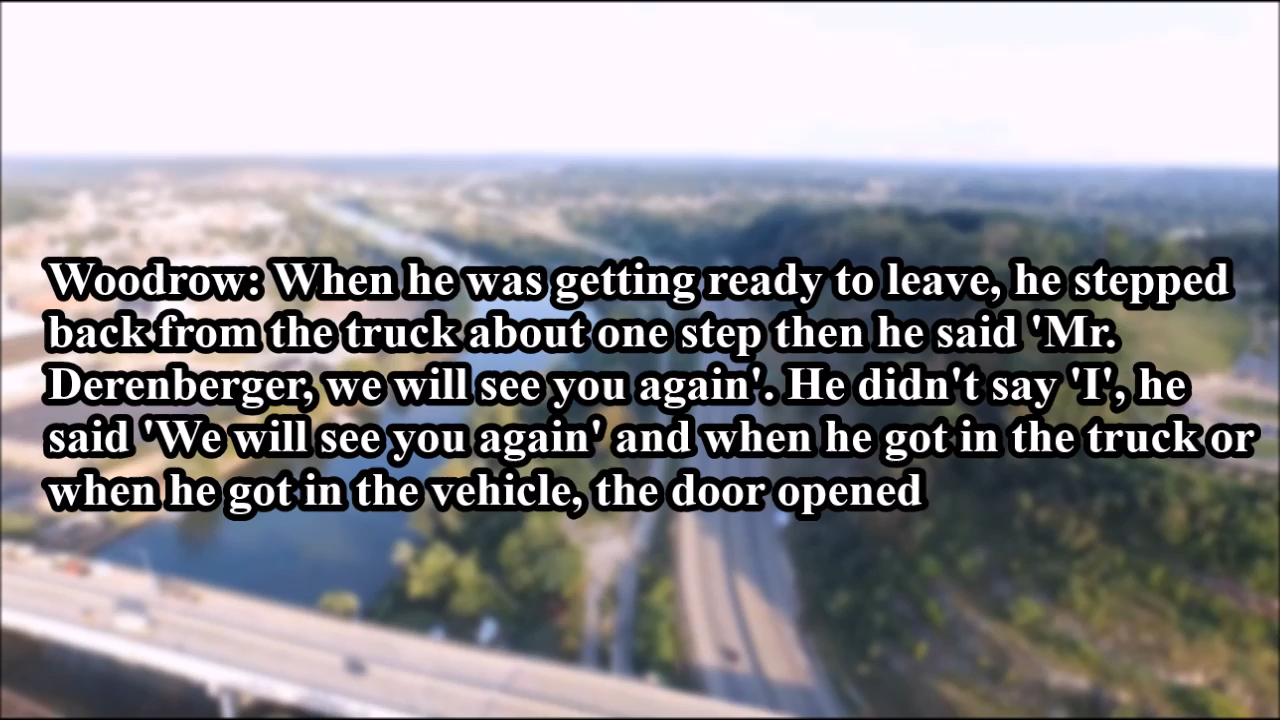 Woodrow: When he was getting ready to leave, he stepped
back from the truck about one step then he said 'Mr.
Derenberger, we will see you again'. He didn't say 'I', he
said 'We will see you again' and when he got in the truck or
when he got in the vehicle, the door opened